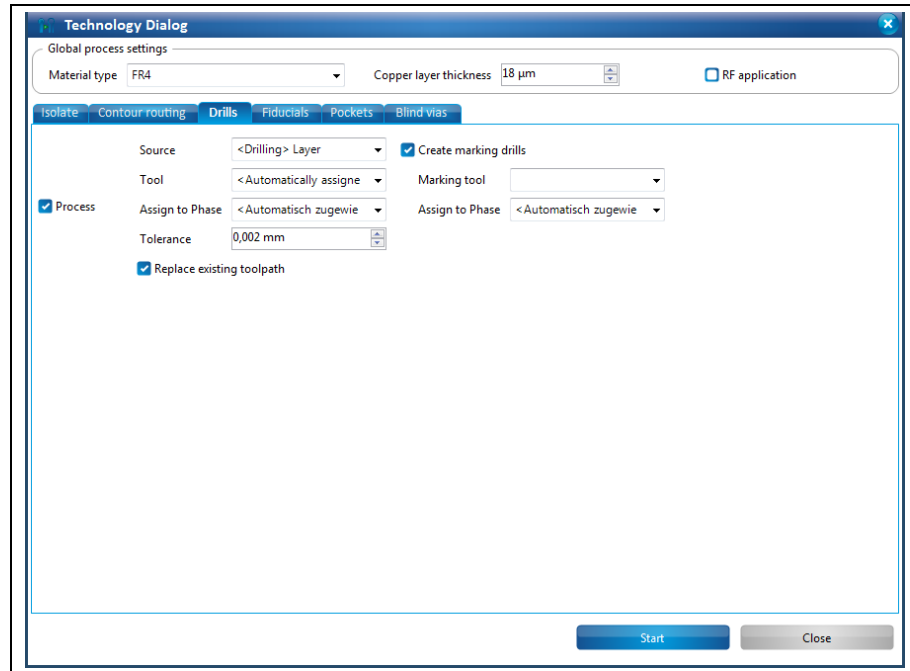 Technology Dialog
Global process settings
Material type FR4 Copper layer thickness 18 µm RF application
Isolate Contour routing Drills Fiducials Pockets Blind vias
Source <Drilling> Layer Create marking drills
Tool <Automatically assigne Marking tool
Process Assign to Phase <Automatisch zugewie Assign to Phase <Automatisch zugewie
Tolerance 0,002 mm
Replace existing toolpath
Start Close